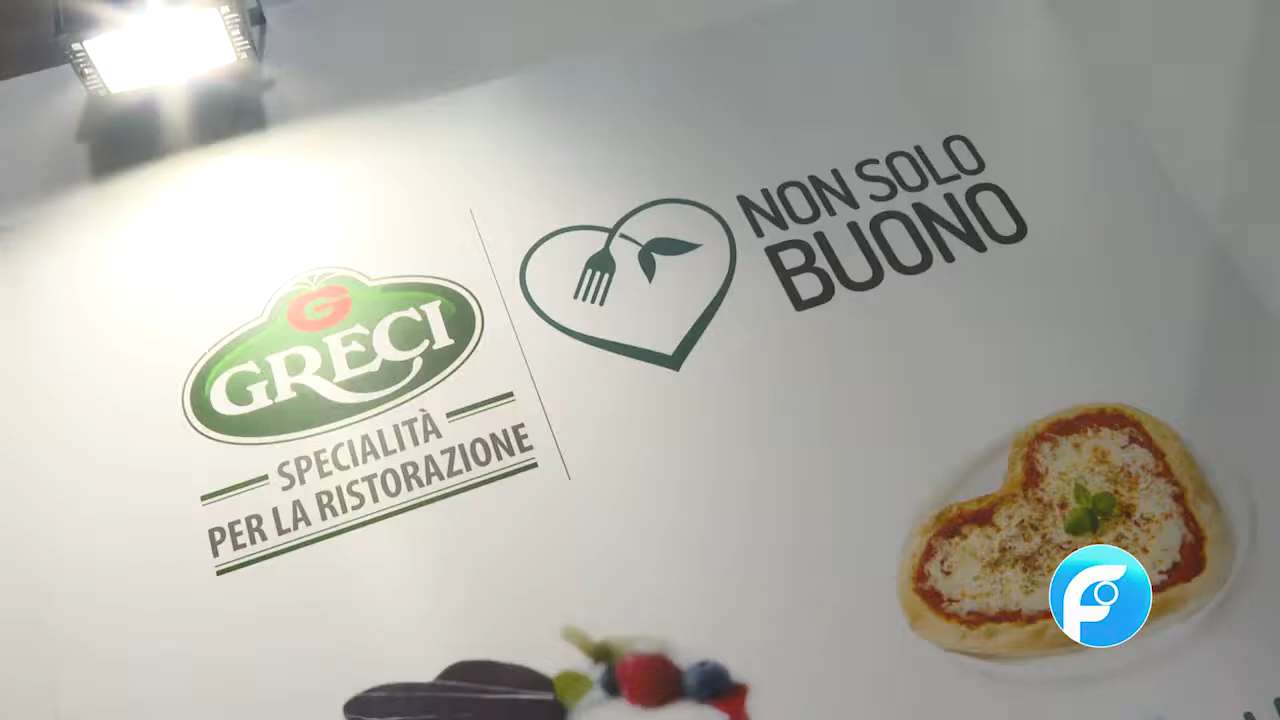 GRECI
SPECIALITÀ
PER LA RISTORAZIONE
NON SOLO
BUONO